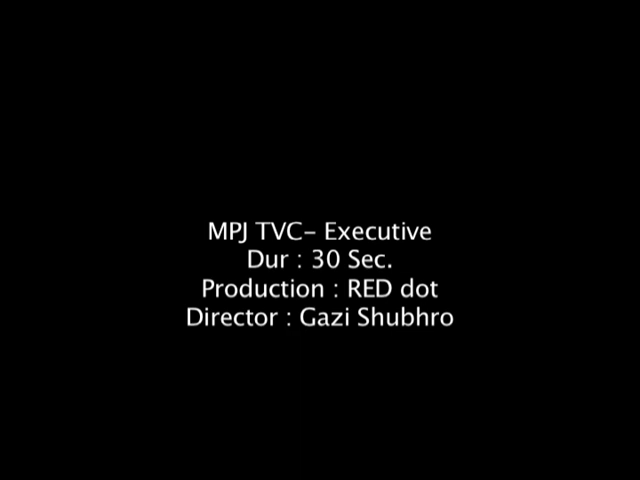 MPJ TVC- Executive
Dur : 30 Sec.
Production : RED dot
Director : Gazi Shubhro